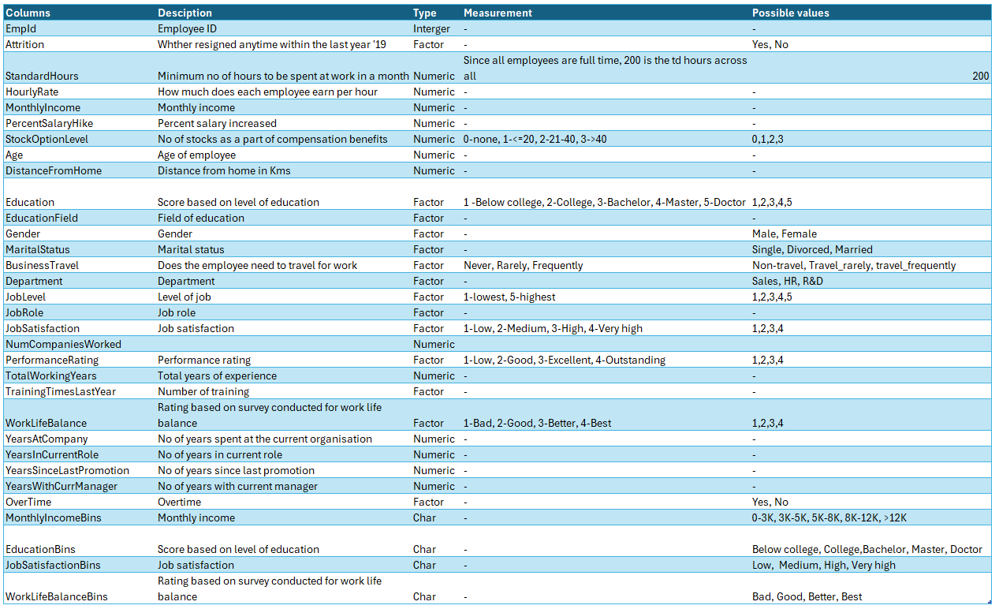 Columns Desciption Type Measurement Possible values
EmpId Employee ID Interger - -
Attrition Whther resigned anytime within the last year '19 Factor - Yes, No
Since all employees are full time, 200 is the td hours across
StandardHours Minimum no of hours to be spent at work in a month Numeric all 200
HourlyRate How much does each employee earn per hour Numeric - -
MonthlyIncome Monthly income Numeric - -
PercentSalaryHike Percent salary increased Numeric - -
StockOptionLevel No of stocks as a part of compensation benefits Numeric 0-none, 1-<=20, 2-21-40, 3->40 0,1,2,3
Age Age of employee Numeric - -
DistanceFromHome Distance from home in Kms Numeric - -
Education Score based on level of education Factor 1 -Below college, 2-College, 3-Bachelor, 4-Master, 5-Doctor 1,2,3,4,5
EducationField Field of education Factor - -
Gender Gender Factor - Male, Female
MaritalStatus Marital status Factor - Single, Divorced, Married
BusinessTravel Does the employee need to travel for work Factor Never, Rarely, Frequently Non-travel, Travel_rarely, travel_frequently
Department Department Factor - Sales, HR, R&D
JobLevel Level of job Factor 1-lowest, 5-highest 1,2,3,4,5
JobRole Job role Factor - -
JobSatisfaction Job satisfaction Factor 1-Low, 2-Medium, 3-High, 4-Very high 1,2,3,4
NumCompaniesWorked Numeric
PerformanceRating Performance rating Factor 1-Low, 2-Good, 3-Excellent, 4-Outstanding 1,2,3,4
TotalWorkingYears Total years of experience Numeric - -
TrainingTimesLastYear Number of training Factor - -
Rating based on survey conducted for work life
WorkLifeBalance balance Factor 1-Bad, 2-Good, 3-Better, 4-Best 1,2,3,4
YearsAtCompany No of years spent at the current organisation Numeric - -
YearsInCurrentRole No of years in current role Numeric - -
YearsSinceLastPromotion No of years since last promotion Numeric - -
YearsWithCurrManager No of years with current manager Numeric - -
OverTime Overtime Factor - Yes, No
MonthlyIncomeBins Monthly income Char - 0-3K, 3K-5K, 5K-8K, 8K-12K, >12K
EducationBins Score based on level of education Char - Below college, College,Bachelor, Master, Doctor
JobSatisfactionBins Job satisfaction Char - Low, Medium, High, Very high
Rating based on survey conducted for work life
WorkLifeBalanceBins balance Char - Bad, Good, Better, Best